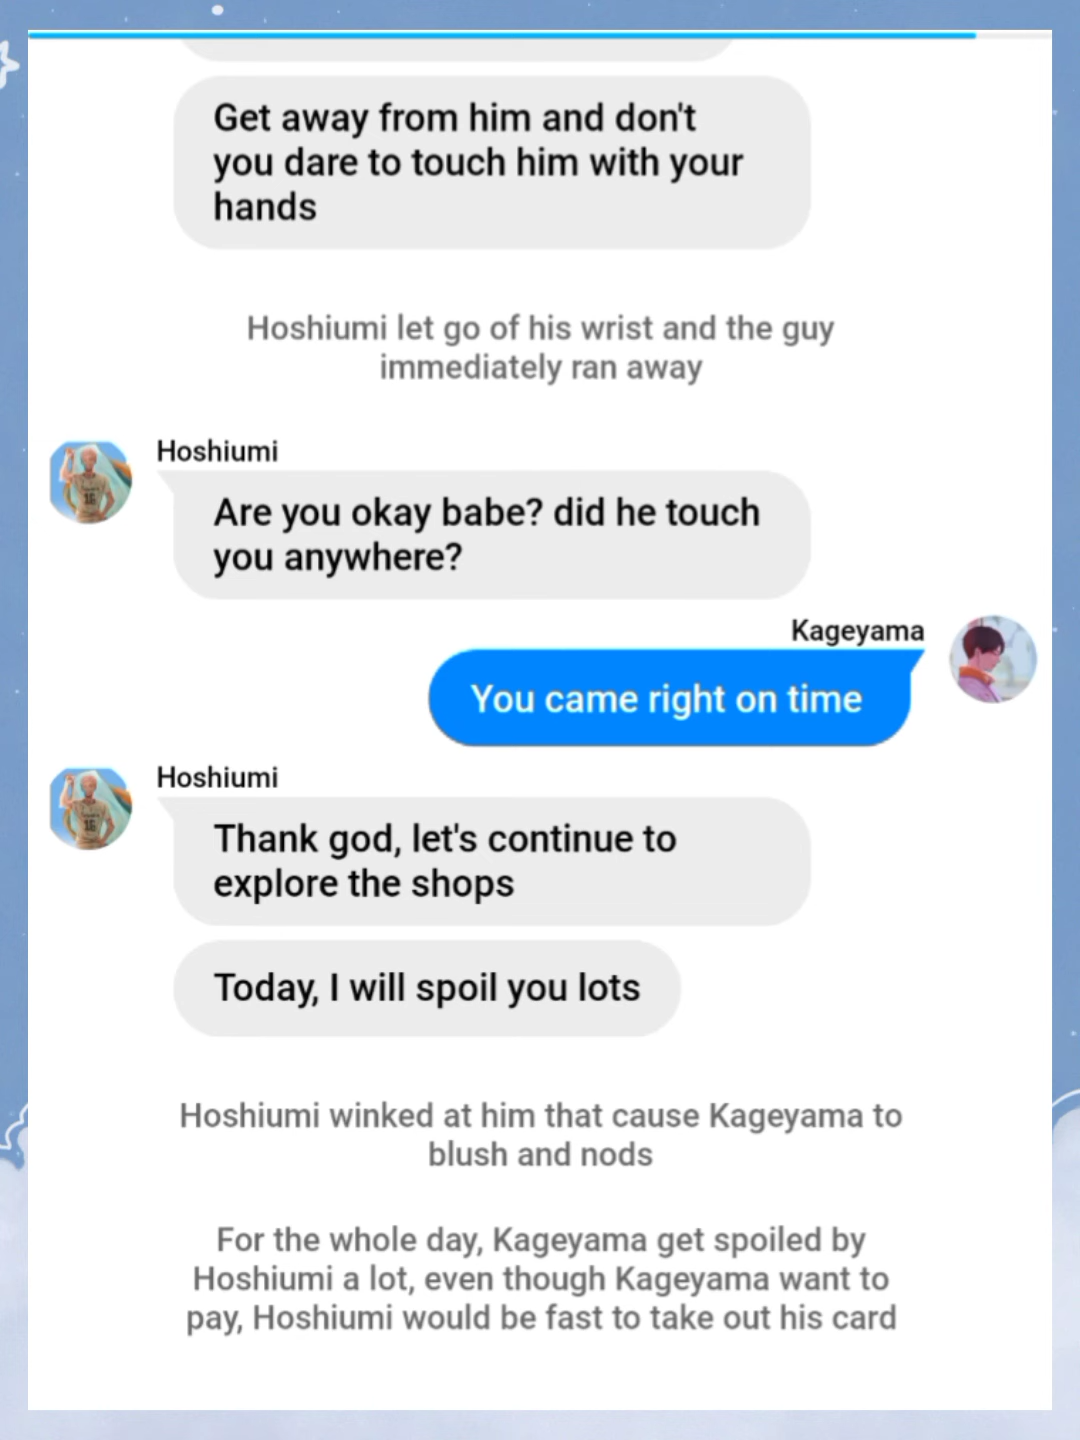 Get away from him and don't
you dare to touch him with your
hands
Hoshiumi let go of his wrist and the guy
immediately ran away
Hoshiumi
Are you okay babe? did he touch
you anywhere?
Kageyama
You came right on time
Hoshiumi
Thank god, let's continue to
explore the shops
Today, I will spoil you lots
Hoshiumi winked at him that cause Kageyama to
blush and nods
For the whole day, Kageyama get spoiled by
Hoshiumi a lot, even though Kageyama want to
pay, Hoshiumi would be fast to take out his card